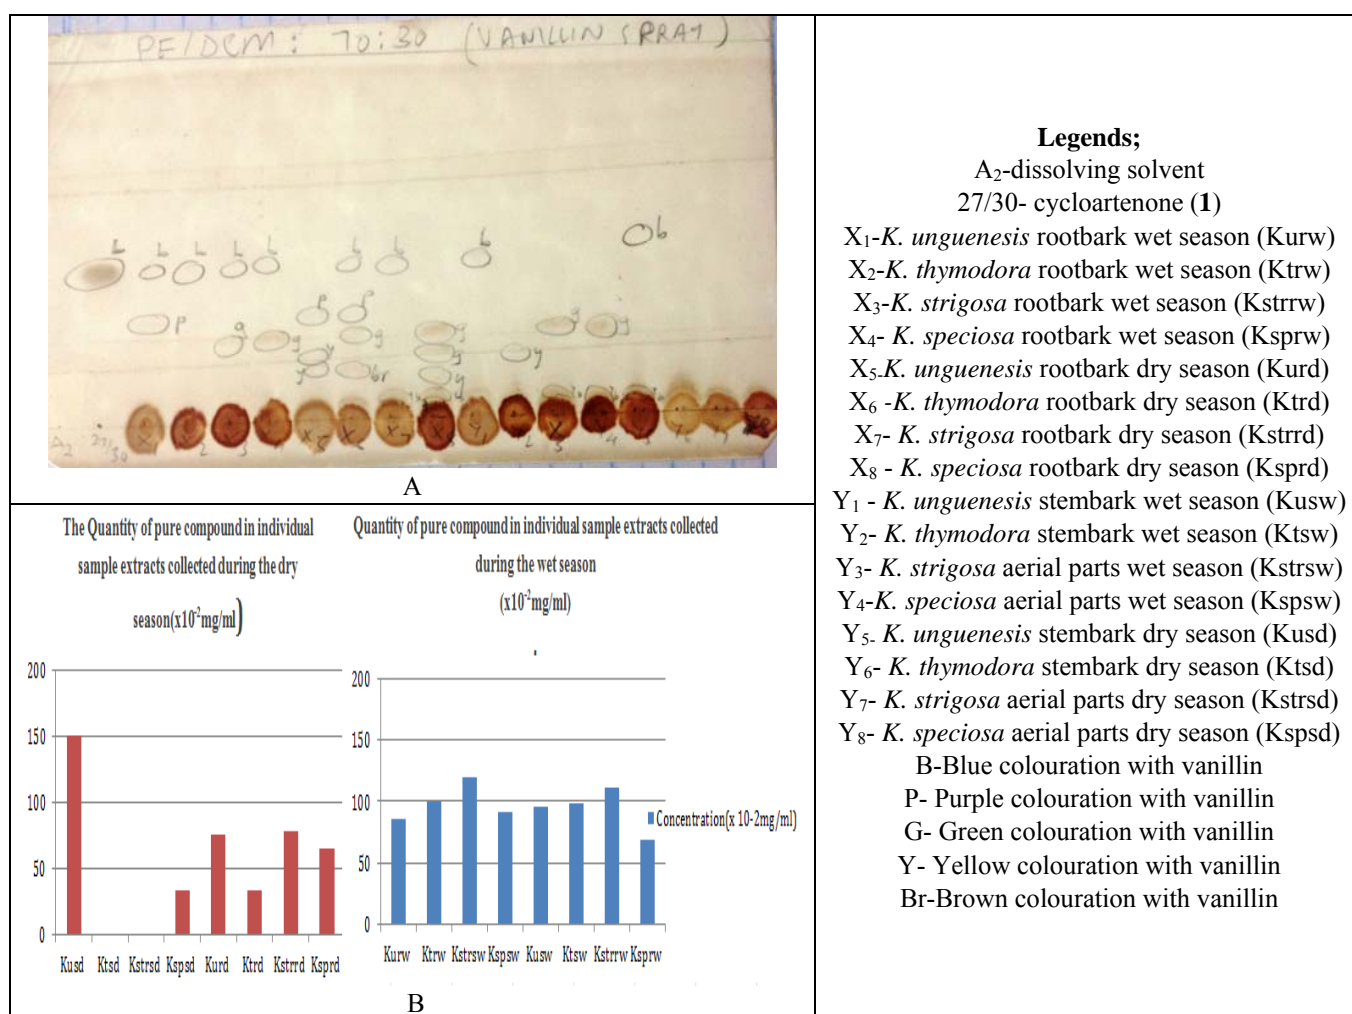 PE/DCM: 70:30 (VANILLIN SPRAY)
L L L L L L L L b
P P P
g g g g g g g
y y y
br
A2 27/30
A
The Quantity of pure compound in individual
sample extracts collected during the dry
season(x10-2mg/ml)
200
150
100
50
0
Kusd Ktsd Kstrsd Kspsd Kurd Ktrd Kstrrd Ksprd
Quantity of pure compound in individual sample extracts collected
during the wet season
(x10-2mg/ml)
200
150
100
50
0
Kurw Ktrw Kstrsw Kspsw Kusw Ktsw Kstrrw Ksprw
Concentration(x 10-2mg/ml)
B
Legends;
A2-dissolving solvent
27/30- cycloartenone (1)
X1-K. unguenesis rootbark wet season (Kurw)
X2-K. thymodora rootbark wet season (Ktrw)
X3-K. strigosa rootbark wet season (Kstrrw)
X4- K. speciosa rootbark wet season (Ksprw)
X5-K. unguenesis rootbark dry season (Kurd)
X6 -K. thymodora rootbark dry season (Ktrd)
X7- K. strigosa rootbark dry season (Kstrrd)
X8 - K. speciosa rootbark dry season (Ksprd)
Y1 - K. unguenesis stembark wet season (Kusw)
Y2- K. thymodora stembark wet season (Ktsw)
Y3- K. strigosa aerial parts wet season (Kstrsw)
Y4-K. speciosa aerial parts wet season (Kspsw)
Y5- K. unguenesis stembark dry season (Kusd)
Y6- K. thymodora stembark dry season (Ktsd)
Y7- K. strigosa aerial parts dry season (Kstrsd)
Y8- K. speciosa aerial parts dry season (Kspsd)
B-Blue colouration with vanillin
P- Purple colouration with vanillin
G- Green colouration with vanillin
Y- Yellow colouration with vanillin
Br-Brown colouration with vanillin